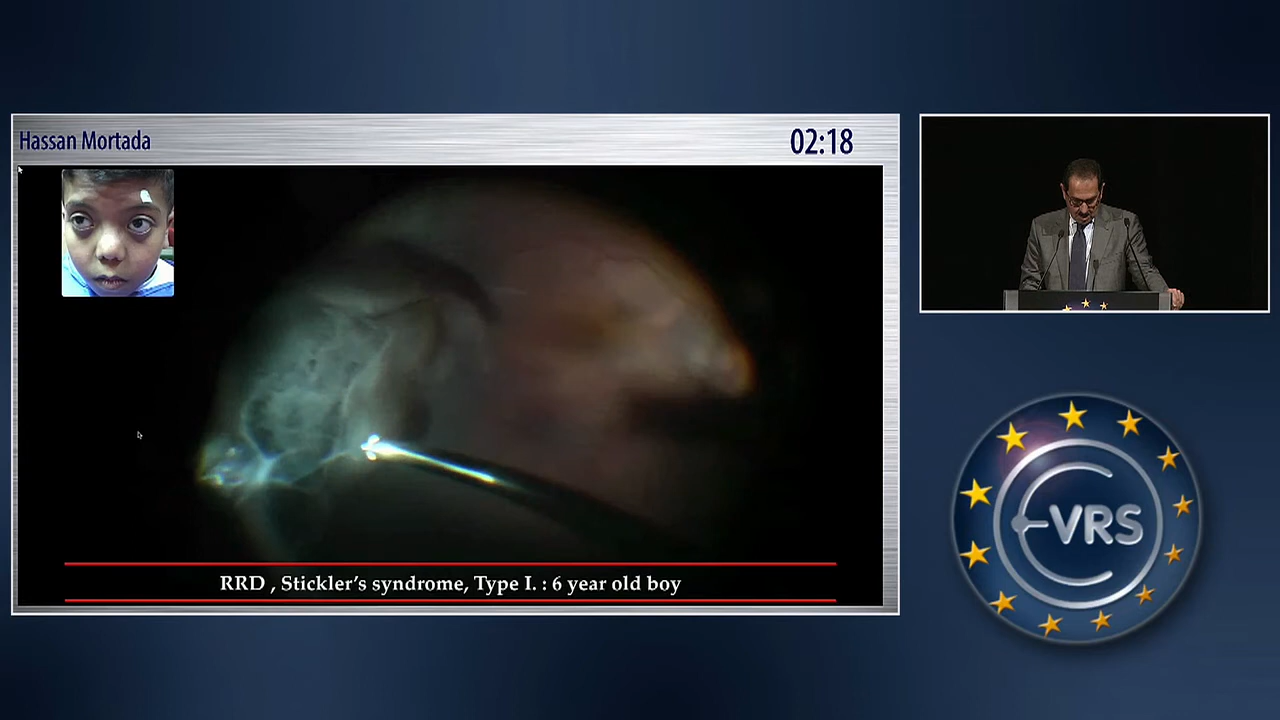 Hassan Mortada
02:18
RRD , Stickler's syndrome, Type I. : 6 year old boy
EVRS